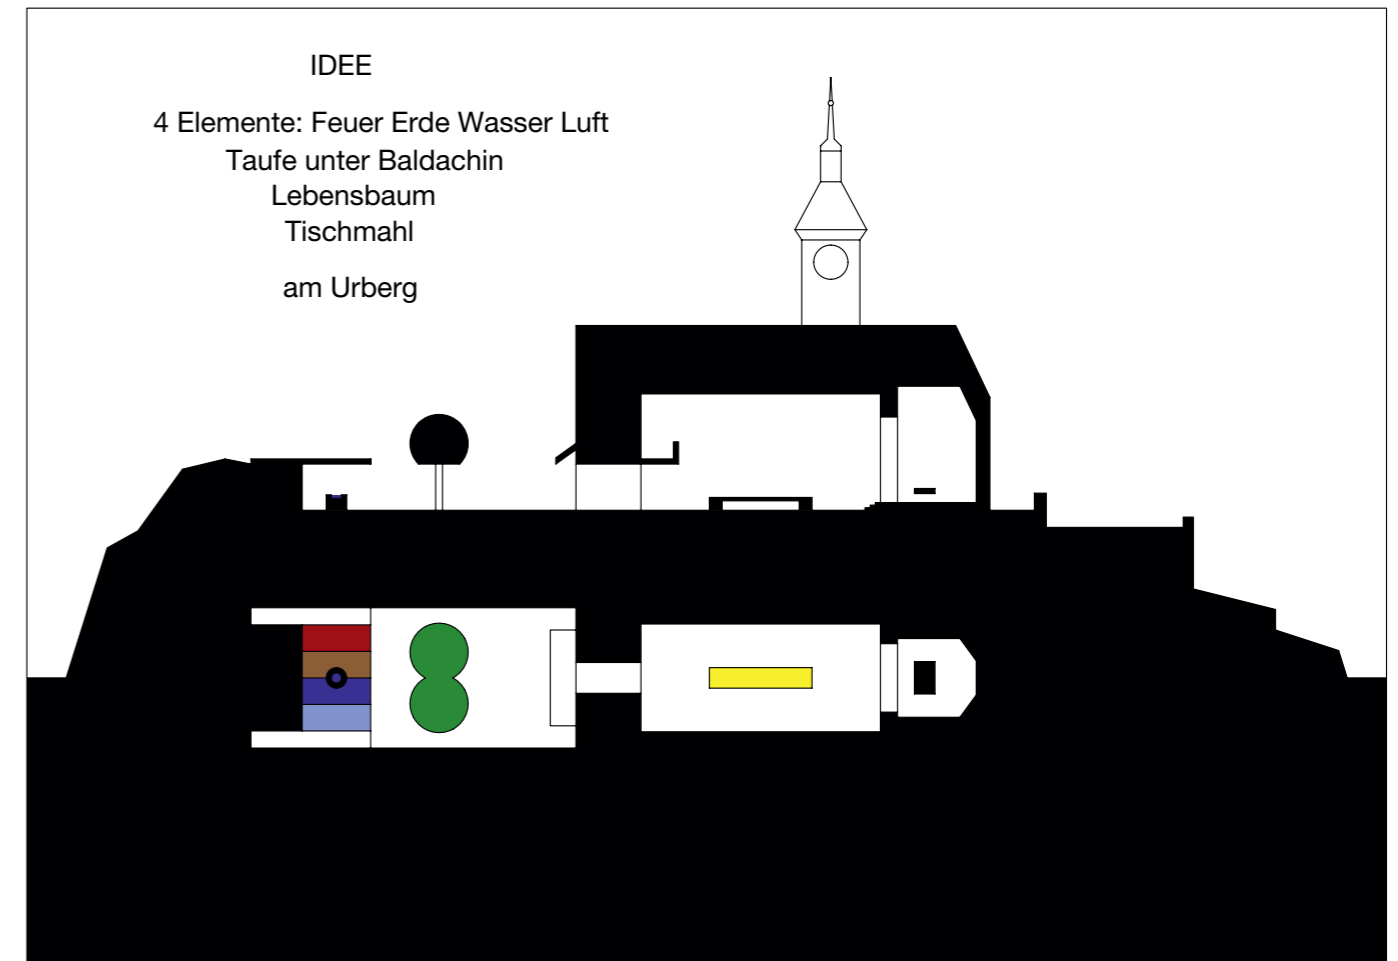 IDEE
4 Elemente: Feuer Erde Wasser Luft
Taufe unter Baldachin
Lebensbaum
Tischmahl
am Urberg